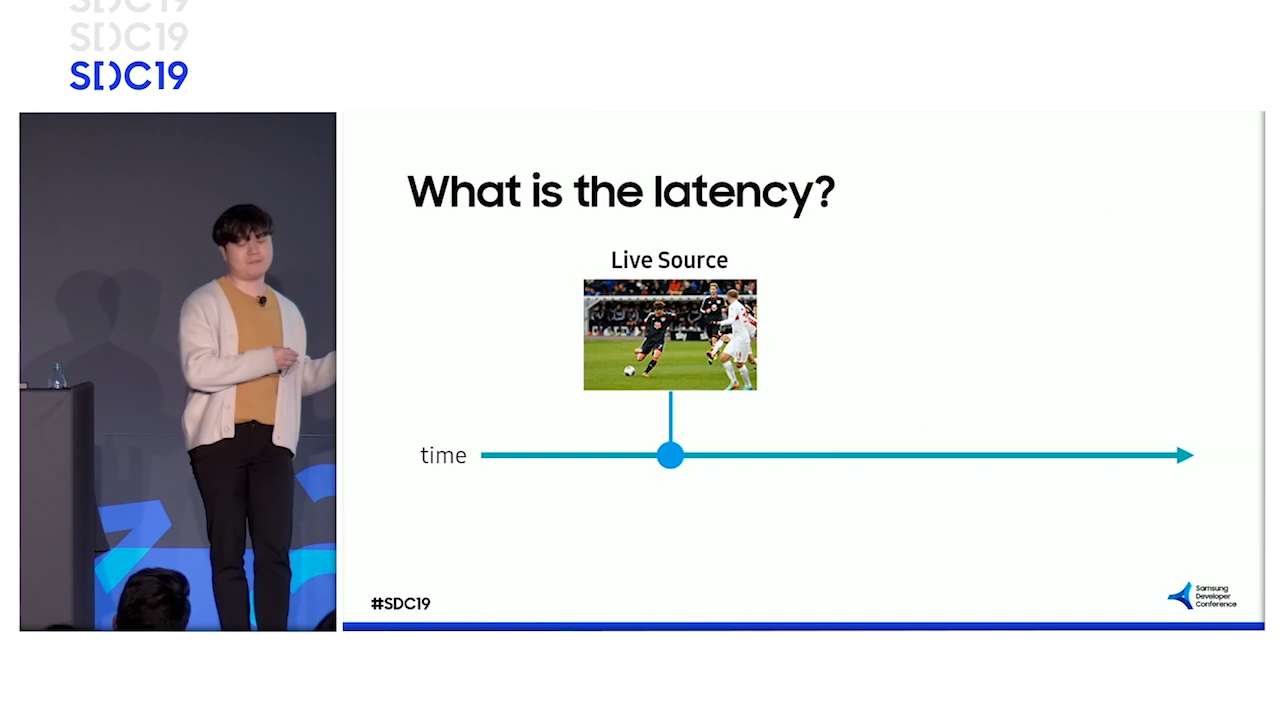 SDC19
SDC19
SDC19
What is the latency?
Live Source
time
#SDC19
Samsung
Developer
Conference